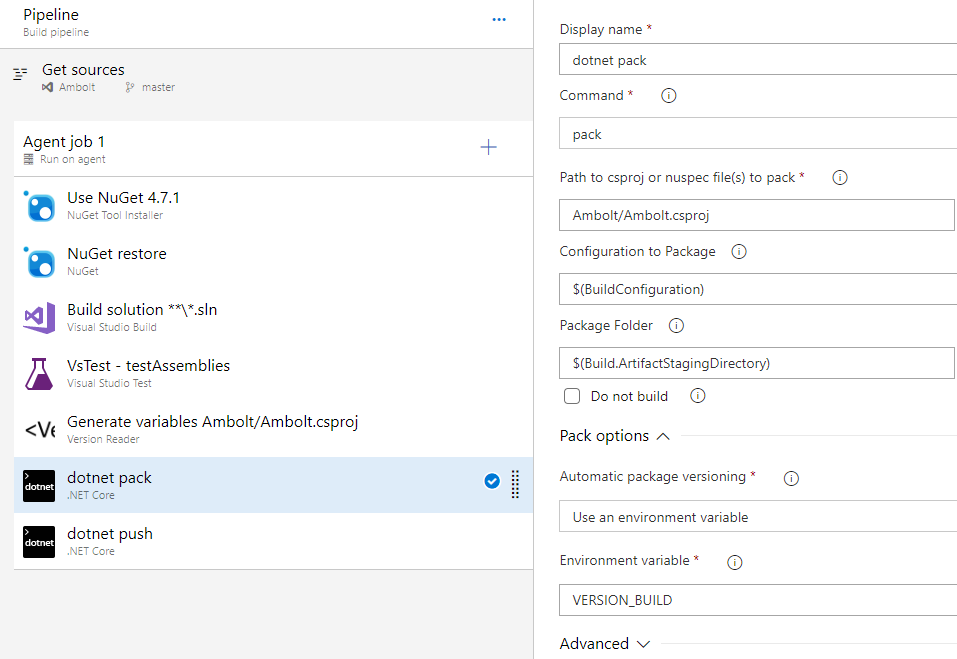 Pipeline
...
Build pipeline
Get sources
Ambolt master
Agent job 1
Run on agent
Use NuGet 4.7.1
NuGet Tool Installer
NuGet restore
NuGet
Build solution **\*.sln
Visual Studio Build
VsTest - testAssemblies
Visual Studio Test
<Ve
Generate variables Ambolt/Ambolt.csproj
Version Reader
dotnet
dotnet pack
.NET Core
dotnet
dotnet push
.NET Core
Display name *
dotnet pack
Command *
pack
Path to csproj or nuspec file(s) to pack *
Ambolt/Ambolt.csproj
Configuration to Package
$(BuildConfiguration)
Package Folder
$(Build.ArtifactStagingDirectory)
Do not build
Pack options
Automatic package versioning *
Use an environment variable
Environment variable *
VERSION_BUILD
Advanced